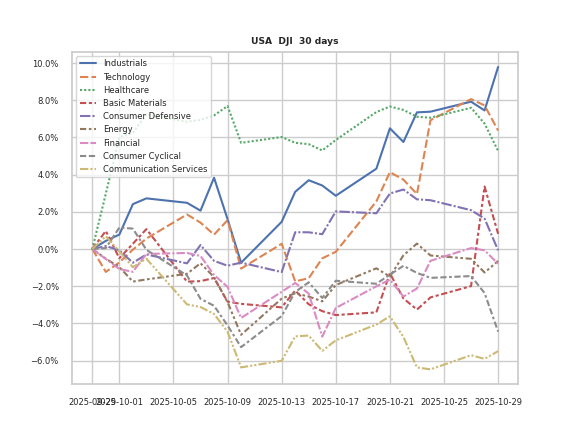 USA DJI 30 days
10.0%
8.0%
6.0%
4.0%
2.0%
0.0%
−2.0%
−4.0%
−6.0%
Industrials
Technology
Healthcare
Basic Materials
Consumer Defensive
Energy
Financial
Consumer Cyclical
Communication Services
2025-09-29 2025-10-01 2025-10-05 2025-10-09 2025-10-13 2025-10-17 2025-10-21 2025-10-25 2025-10-29